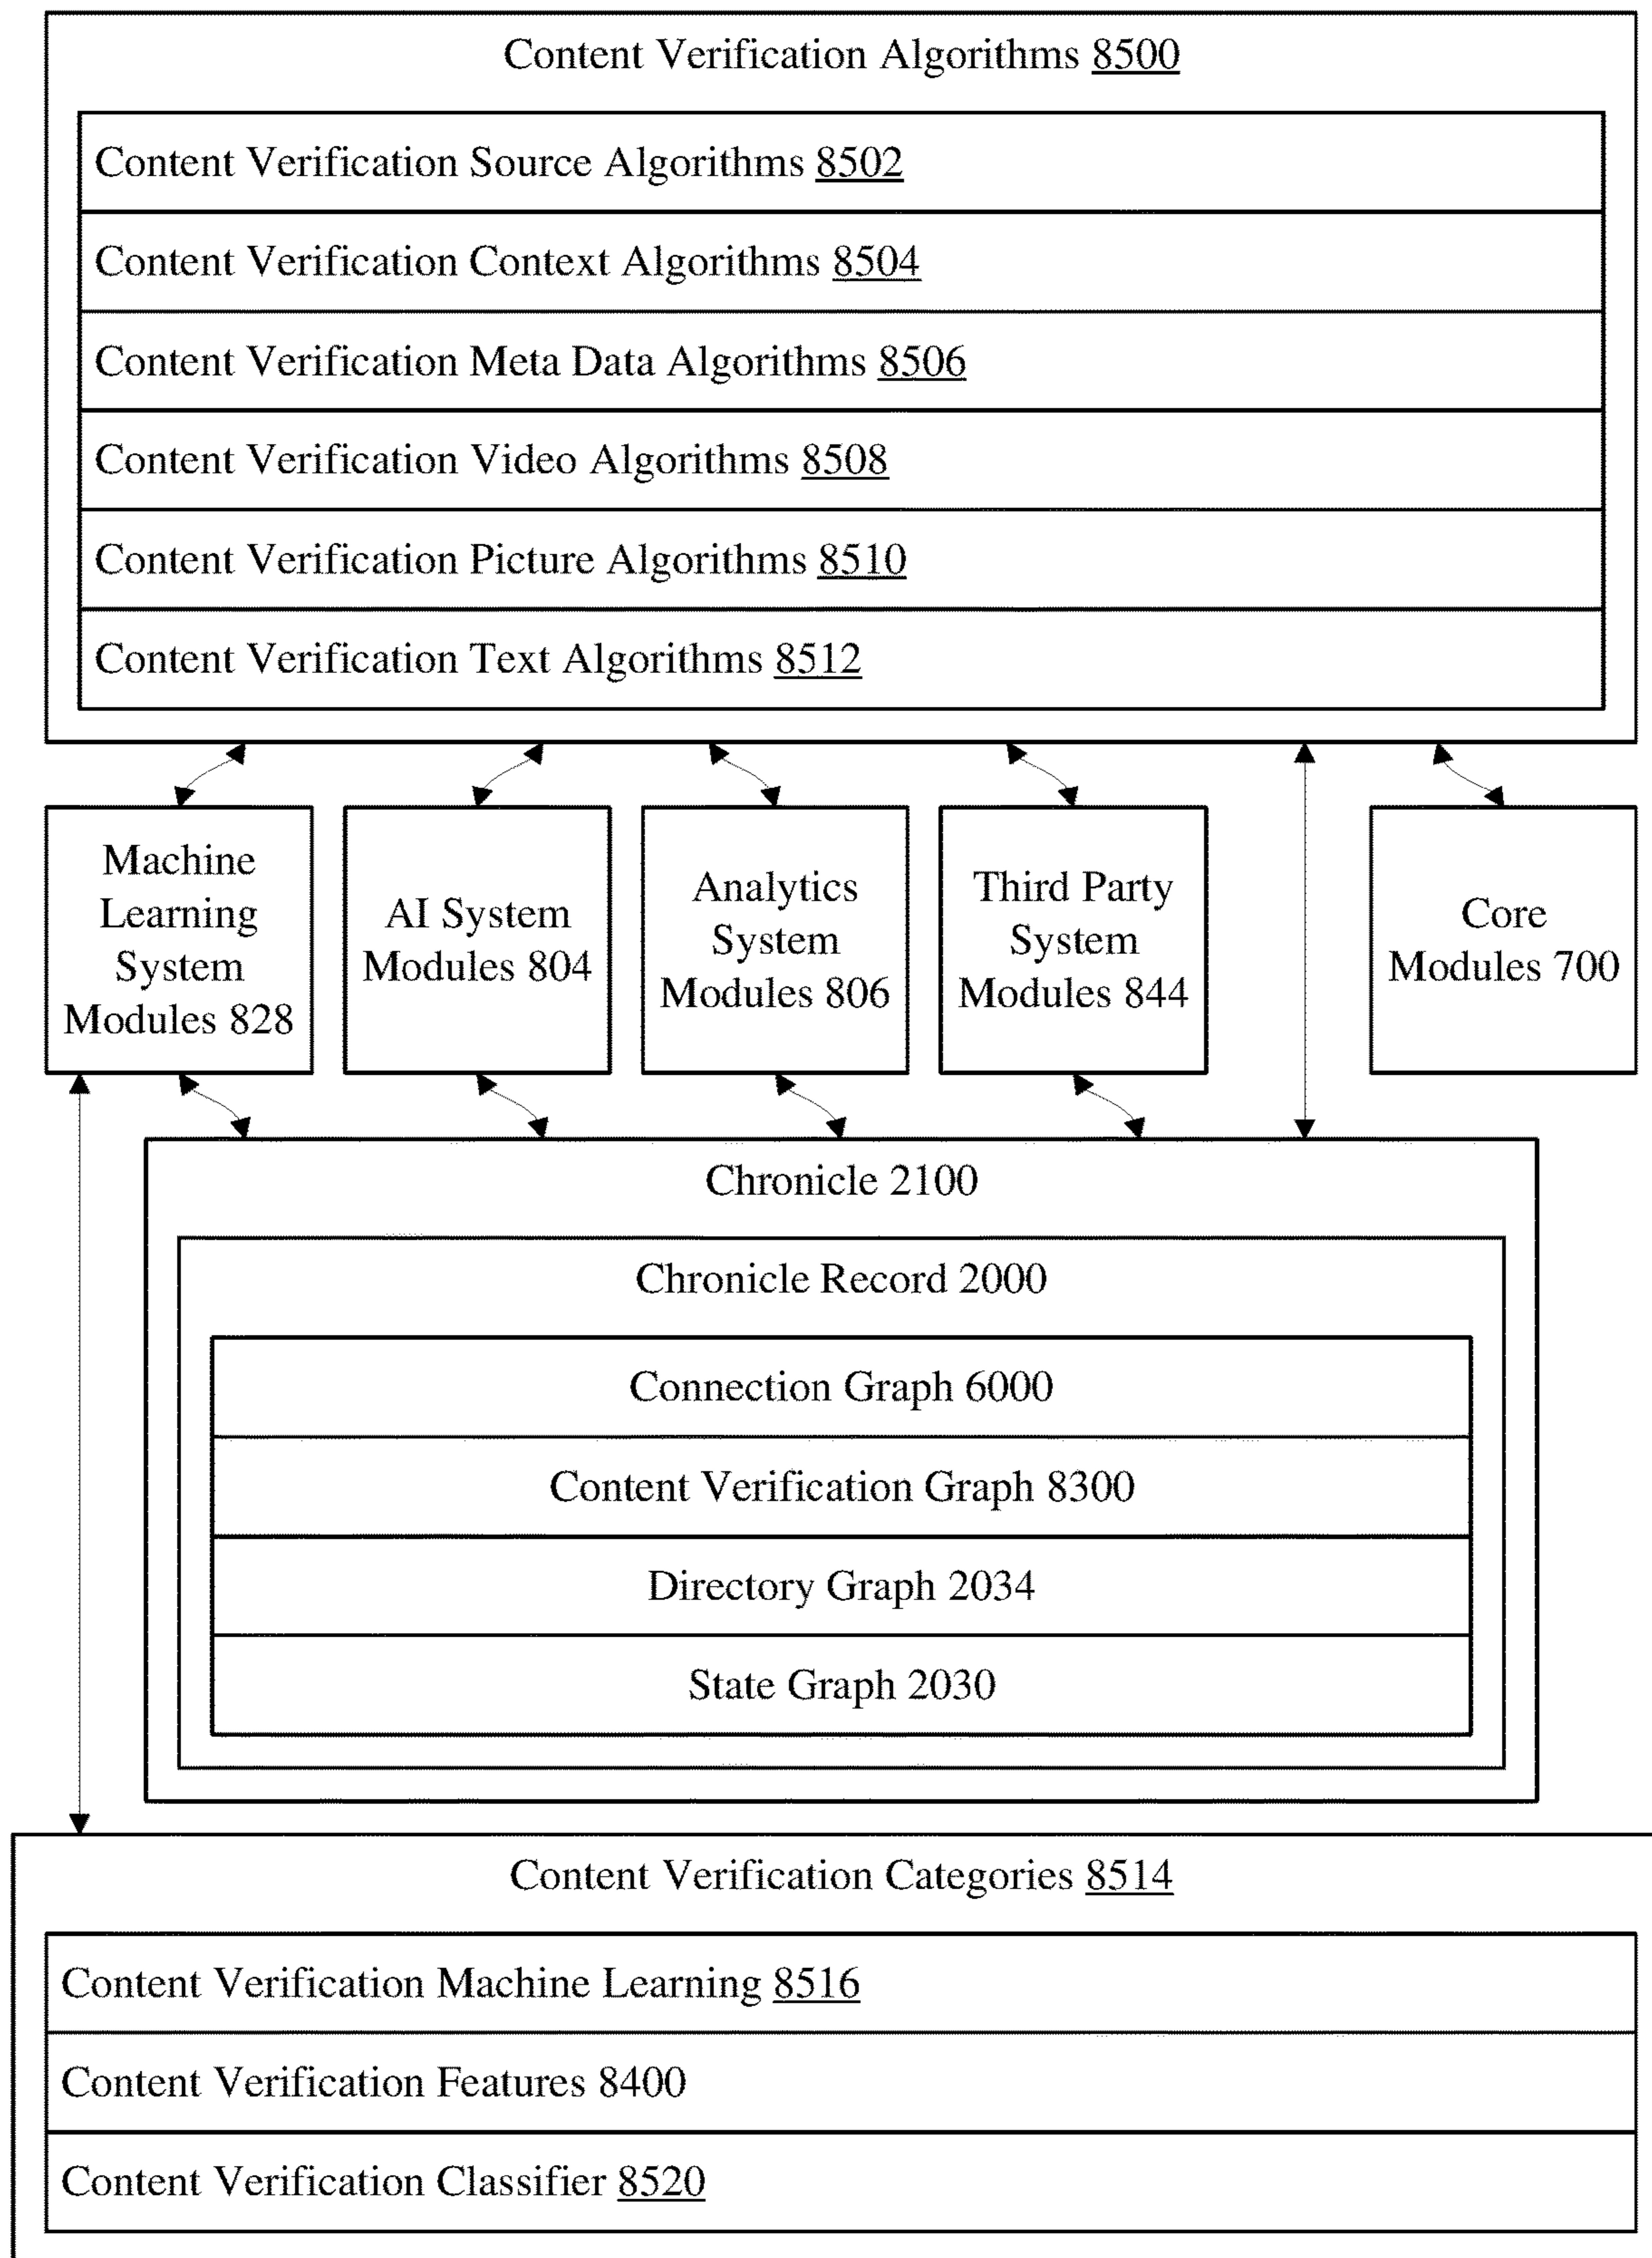 Content Verification Algorithms 8500
Content Verification Source Algorithms 8502
Content Verification Context Algorithms 8504
Content Verification Meta Data Algorithms 8506
Content Verification Video Algorithms 8508
Content Verification Picture Algorithms 8510
Content Verification Text Algorithms 8512
Machine
Learning
System
Modules 828
AI System
Modules 804
Analytics
System
Modules 806
Third Party
System
Modules 844
Core
Modules 700
Chronicle 2100
Chronicle Record 2000
Connection Graph 6000
Content Verification Graph 8300
Directory Graph 2034
State Graph 2030
Content Verification Categories 8514
Content Verification Machine Learning 8516
Content Verification Features 8400
Content Verification Classifier 8520